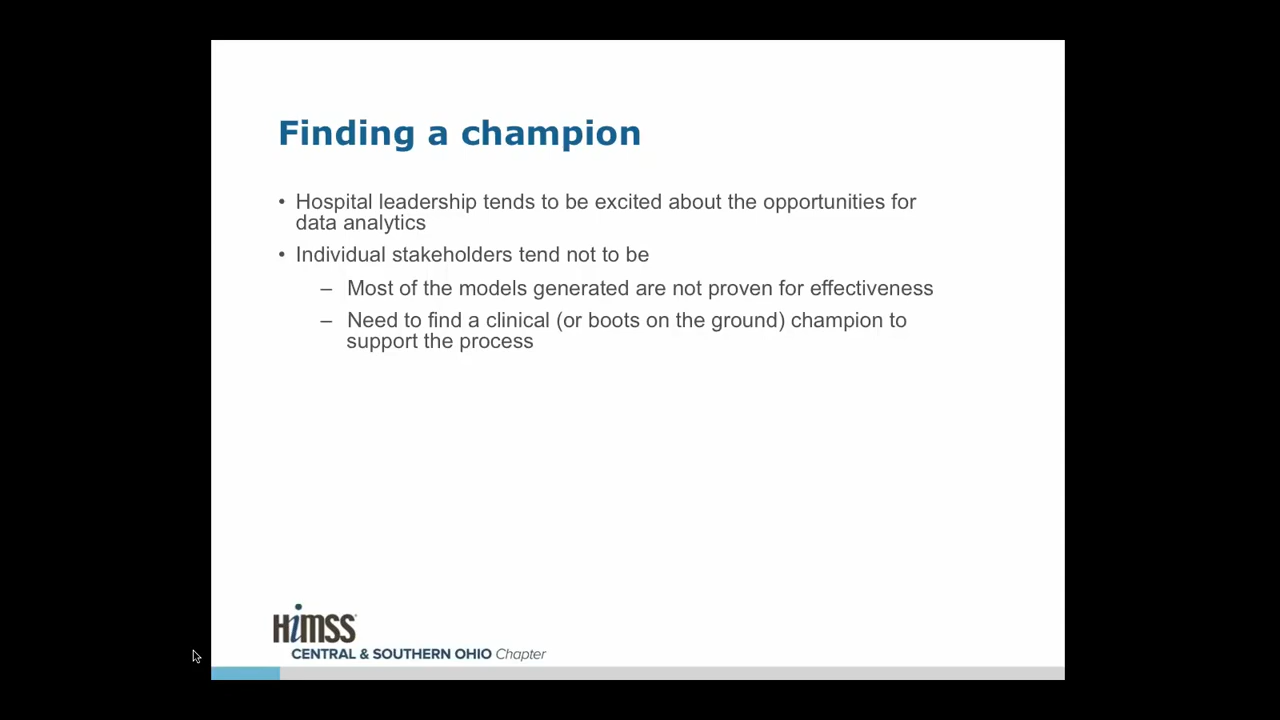 Finding a champion
• Hospital leadership tends to be excited about the opportunities for
data analytics
• Individual stakeholders tend not to be
– Most of the models generated are not proven for effectiveness
– Need to find a clinical (or boots on the ground) champion to
support the process
HiMSS
CENTRAL & SOUTHERN OHIO Chapter